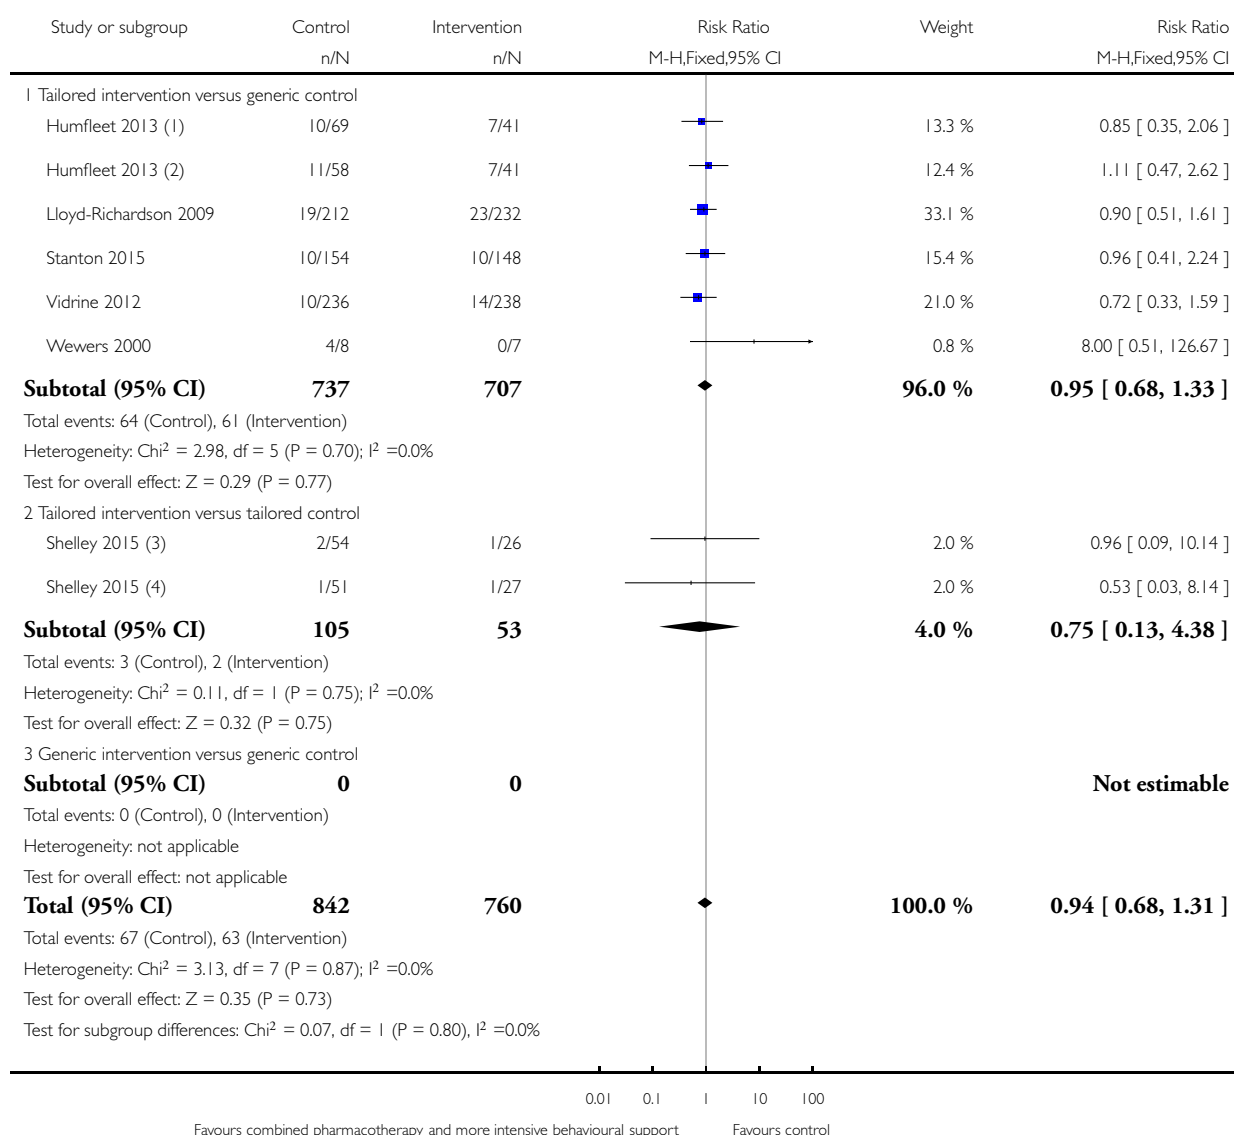 Study or subgroup Control Intervention Risk Ratio Weight Risk Ratio
n/N n/N M-H,Fixed,95% CI M-H,Fixed,95% CI
1 Tailored intervention versus generic control
Humfleet 2013 (1) 10/69 7/41 13.3 % 0.85 [ 0.35, 2.06 ]
Humfleet 2013 (2) 11/58 7/41 12.4 % 1.11 [ 0.47, 2.62 ]
Lloyd-Richardson 2009 19/212 23/232 33.1 % 0.90 [ 0.51, 1.61 ]
Stanton 2015 10/154 10/148 15.4 % 0.96 [ 0.41, 2.24 ]
Vidrine 2012 10/236 14/238 21.0 % 0.72 [ 0.33, 1.59 ]
Wewers 2000 4/8 0/7 0.8 % 8.00 [ 0.51, 126.67 ]
Subtotal (95% CI) 737 707 96.0 % 0.95 [ 0.68, 1.33 ]
Total events: 64 (Control), 61 (Intervention)
Heterogeneity: Chi² = 2.98, df = 5 (P = 0.70); I² =0.0%
Test for overall effect: Z = 0.29 (P = 0.77)
2 Tailored intervention versus tailored control
Shelley 2015 (3) 2/54 1/26 2.0 % 0.96 [ 0.09, 10.14 ]
Shelley 2015 (4) 1/51 1/27 2.0 % 0.53 [ 0.03, 8.14 ]
Subtotal (95% CI) 105 53 4.0 % 0.75 [ 0.13, 4.38 ]
Total events: 3 (Control), 2 (Intervention)
Heterogeneity: Chi² = 0.11, df = 1 (P = 0.75); I² =0.0%
Test for overall effect: Z = 0.32 (P = 0.75)
3 Generic intervention versus generic control
Subtotal (95% CI) 0 0 Not estimable
Total events: 0 (Control), 0 (Intervention)
Heterogeneity: not applicable
Test for overall effect: not applicable
Total (95% CI) 842 760 100.0 % 0.94 [ 0.68, 1.31 ]
Total events: 67 (Control), 63 (Intervention)
Heterogeneity: Chi² = 3.13, df = 7 (P = 0.87); I² =0.0%
Test for overall effect: Z = 0.35 (P = 0.73)
Test for subgroup differences: Chi² = 0.07, df = 1 (P = 0.80), I² =0.0%
0.01 0.1 1 10 100
Favours combined pharmacotherapy and more intensive behavioural support Favours control